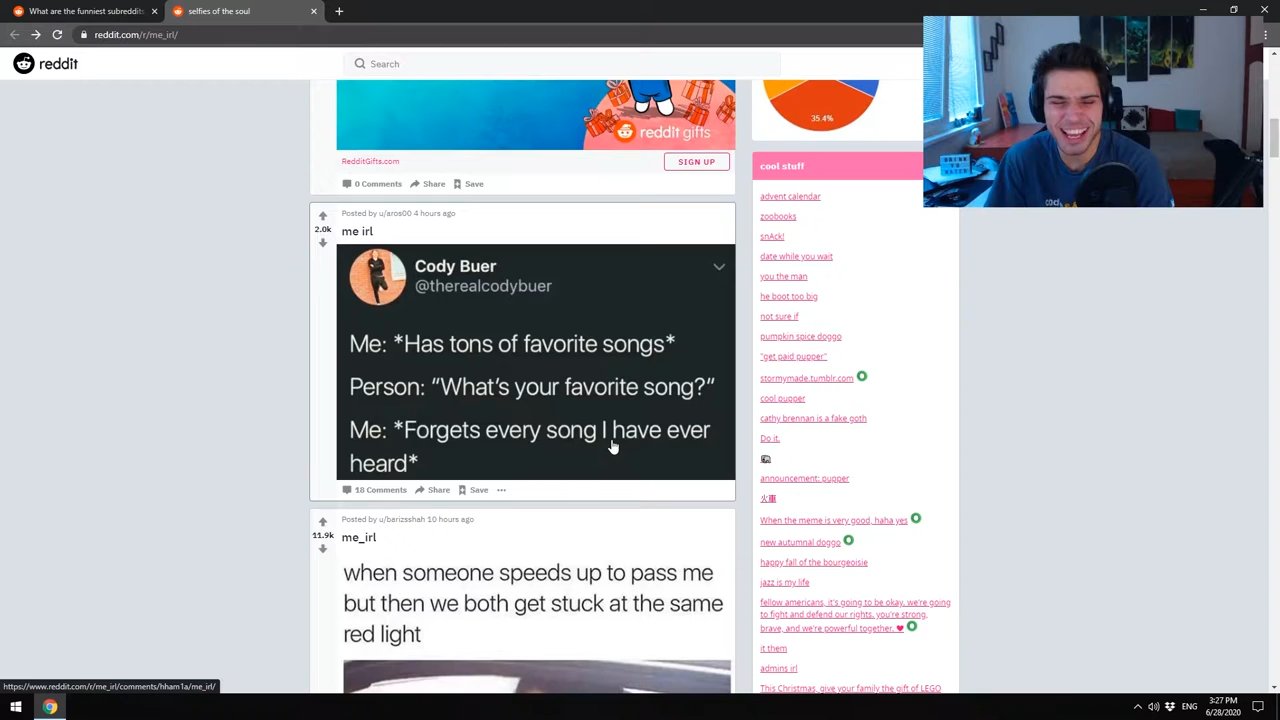 What are the funniest subreddits
selfies of the soul
reddit.com/r/me_irl/
reddit
Search
reddit gifts
RedditGifts.com
SIGN UP
0 Comments
Share
Save
2.0k
Posted by u/aros00 4 hours ago
me irl
Cody Buer
@therealcodybuer
Me: *Has tons of favorite songs*
Person: “What’s your favorite song?”
Me: *Forgets every song I have ever
heard*
18 Comments
Share
Save
11.9k
Posted by u/barizsshah 10 hours ago
me_irl
when someone speeds up to pass me
but then we both get stuck at the same
red light
35.4%
cool stuff
advent calendar
zoobooks
snAck!
date while you wait
you the man
he boot too big
not sure if
pumpkin spice doggo
"get paid pupper"
stormymade.tumblr.com
cool pupper
cathy brennan is a fake goth
Do it.
announcement: pupper
火車
When the meme is very good, haha yes
new autumnal doggo
happy fall of the bourgeoisie
jazz is my life
fellow americans, it's going to be okay. we're going
to fight and defend our rights. you're strong,
brave, and we're powerful together. ♥
it them
admins irl
This Christmas, give your family the gift of LEGO
https://www.reddit.com/r/me_irl/comments/hham1a/me_irl/
ENG
3:27 PM
6/28/2020